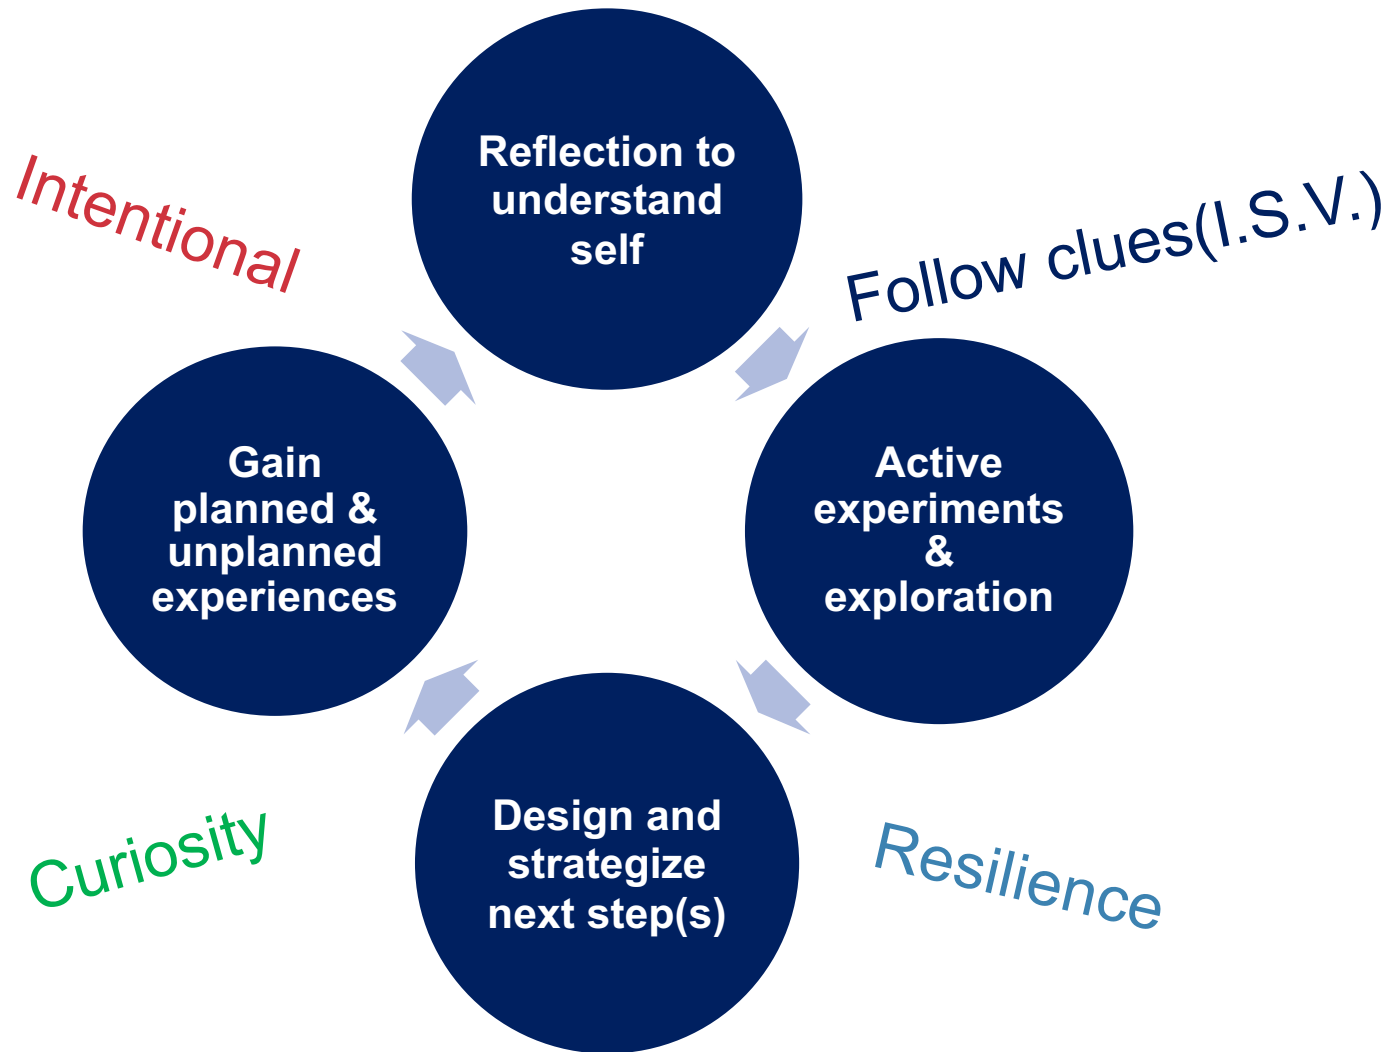 Reflection to
understand
self
Intentional
Follow clues(I.S.V.)
Gain
planned &
unplanned
experiences
Active
experiments
&
exploration
Design and
strategize
next step(s)
Curiosity
Resilience